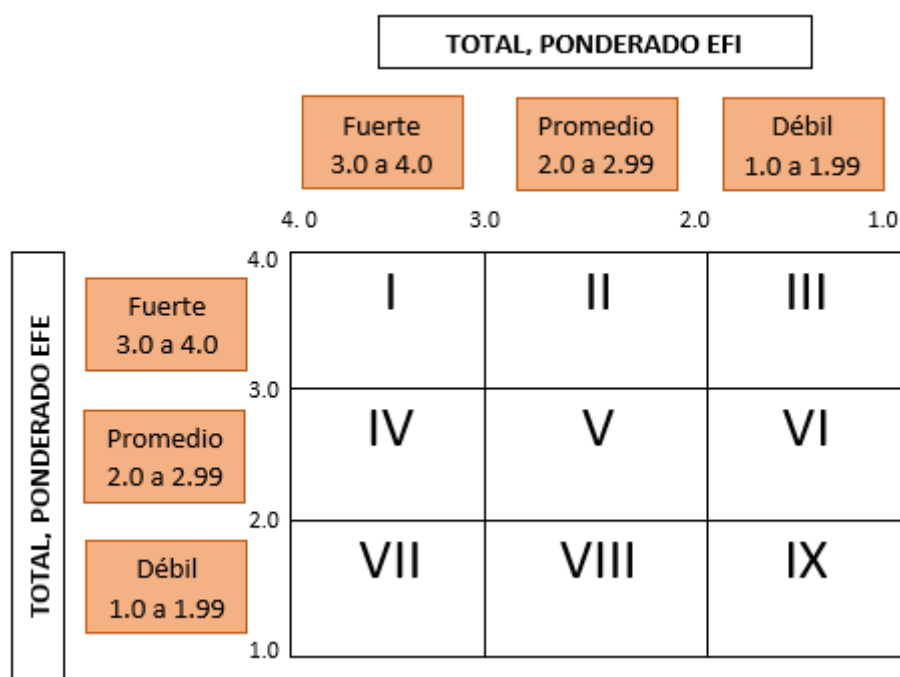 TOTAL, PONDERADO EFI
Fuerte
3.0 a 4.0
Promedio
2.0 a 2.99
Débil
1.0 a 1.99
4. 0
3.0
2.0
1.0
TOTAL, PONDERADO EFE
4.0
Fuerte
3.0 a 4.0
I
II
III
3.0
Promedio
2.0 a 2.99
IV
V
VI
2.0
Débil
1.0 a 1.99
VII
VIII
IX
1.0